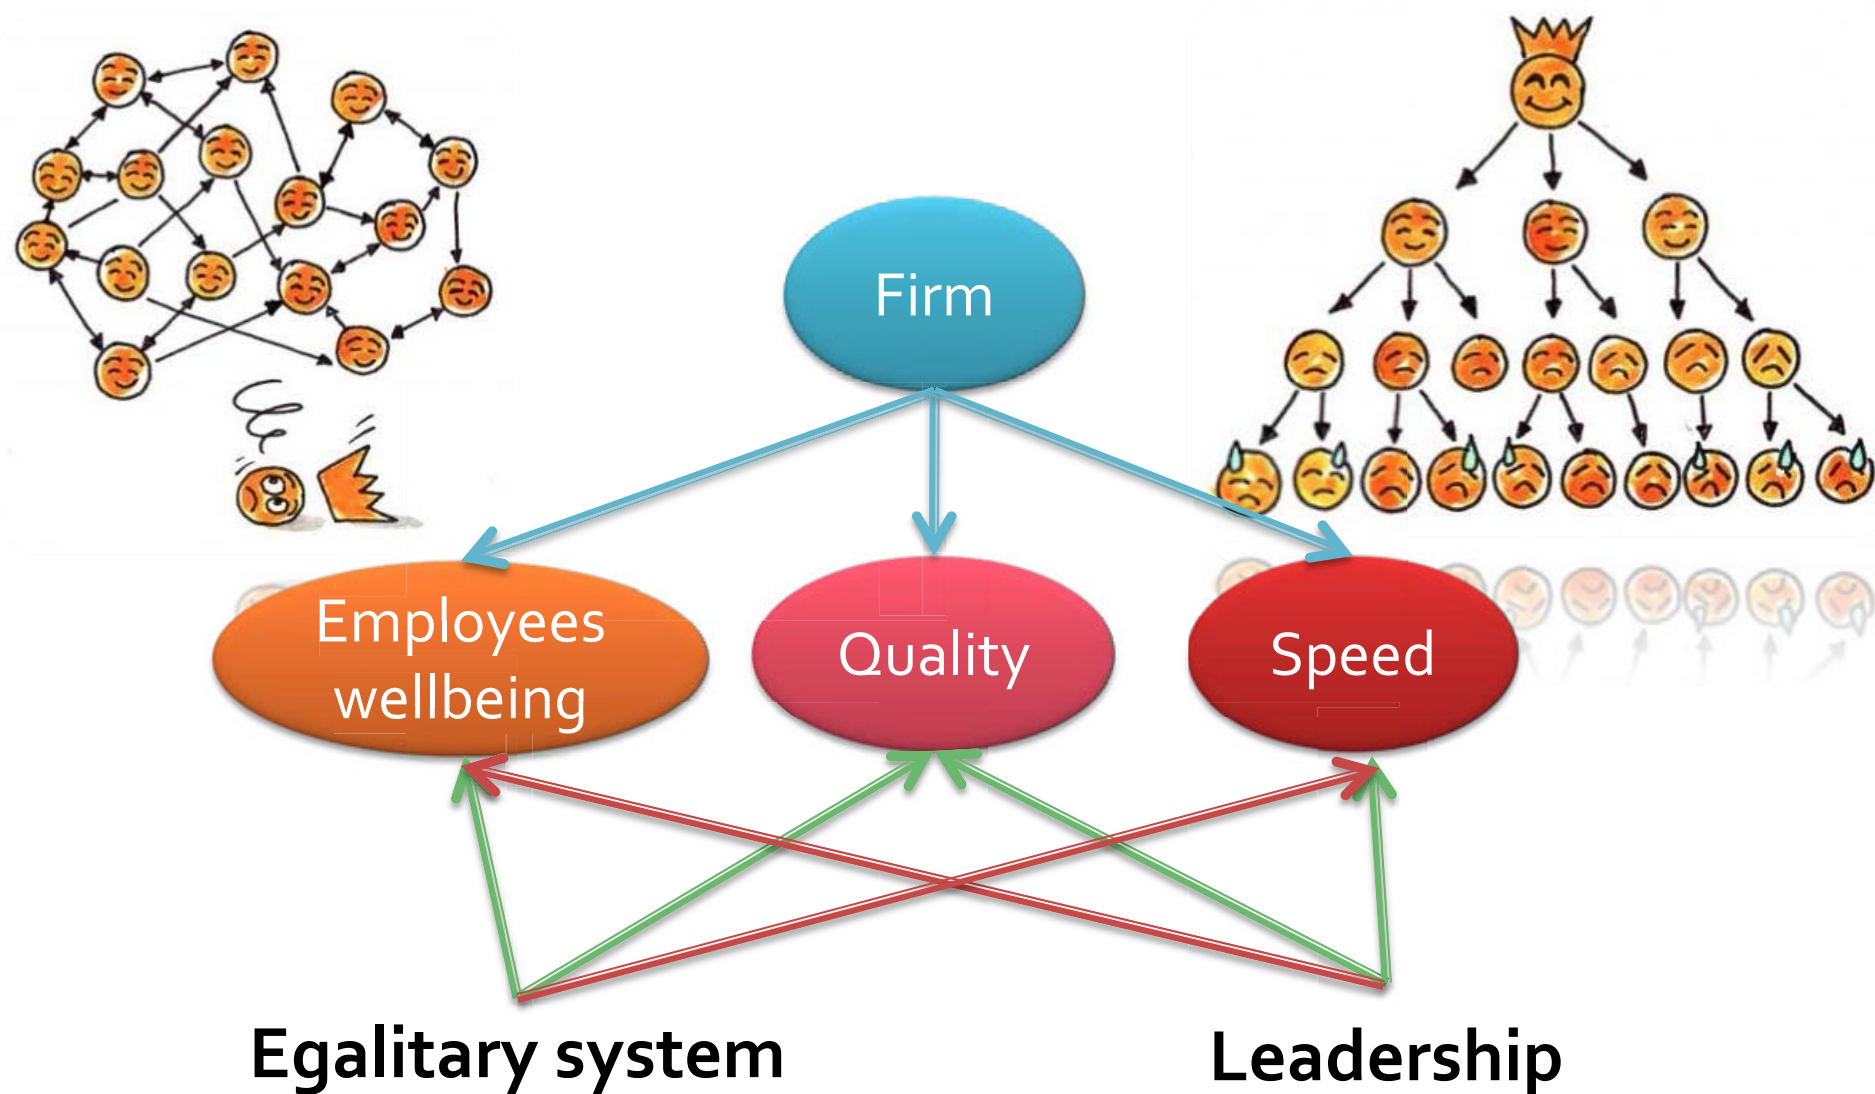 Firm
Employees
wellbeing
Quality
Speed
Egalitary system
Leadership